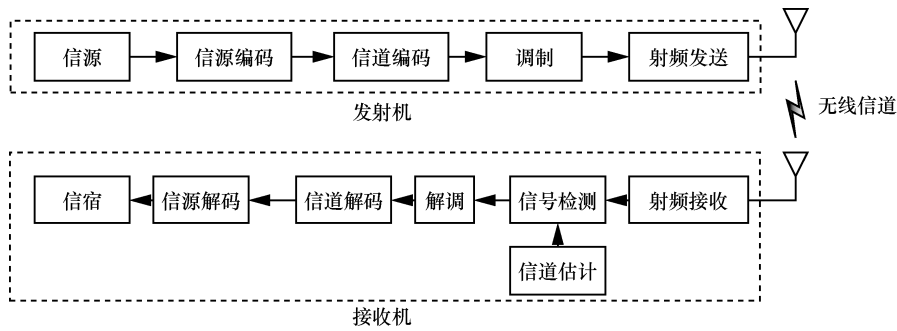 信源
信源编码
信道编码
调制
射频发送
发射机
无线信道
信宿
信源解码
信道解码
解调
信号检测
射频接收
信道估计
接收机